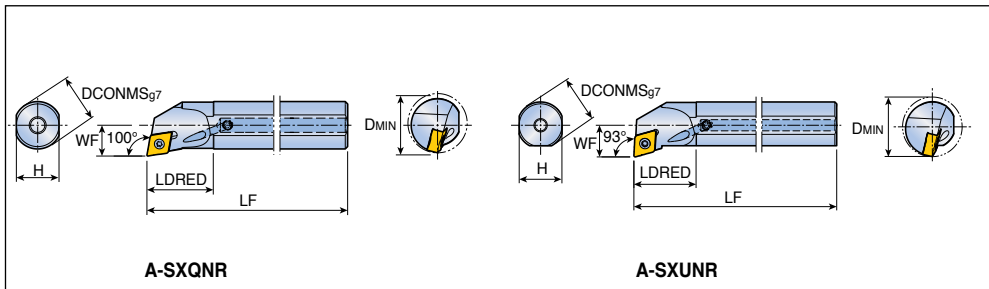 DCONMSg7
WF
100°
H
LDRED
LF
DMIN
A-SXQNR
DCONMSg7
WF
93°
H
LDRED
LF
DMIN
A-SXUNR